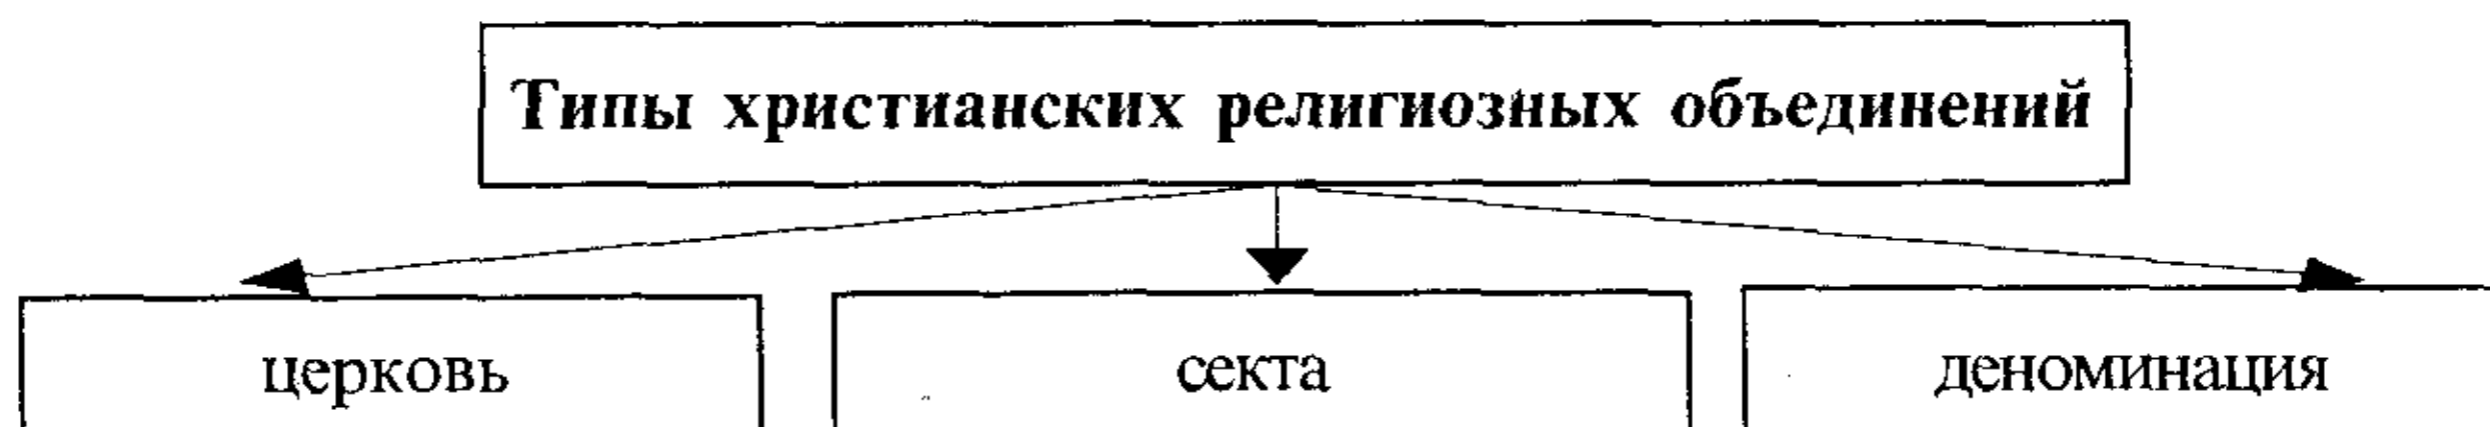 Типы христианских религиозных объединений
церковь
секта
деноминация